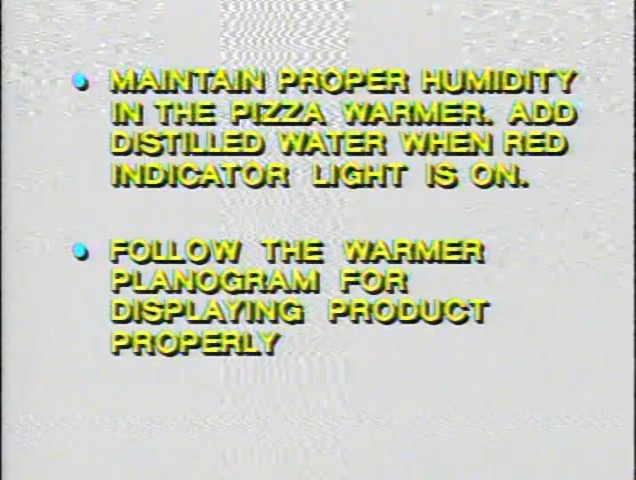 • MAINTAIN PROPER HUMIDITY
IN THE PIZZA WARMER. ADD
DISTILLED WATER WHEN RED
INDICATOR LIGHT IS ON.
• FOLLOW THE WARMER
PLANOGRAM FOR
DISPLAYING PRODUCT
PROPERLY